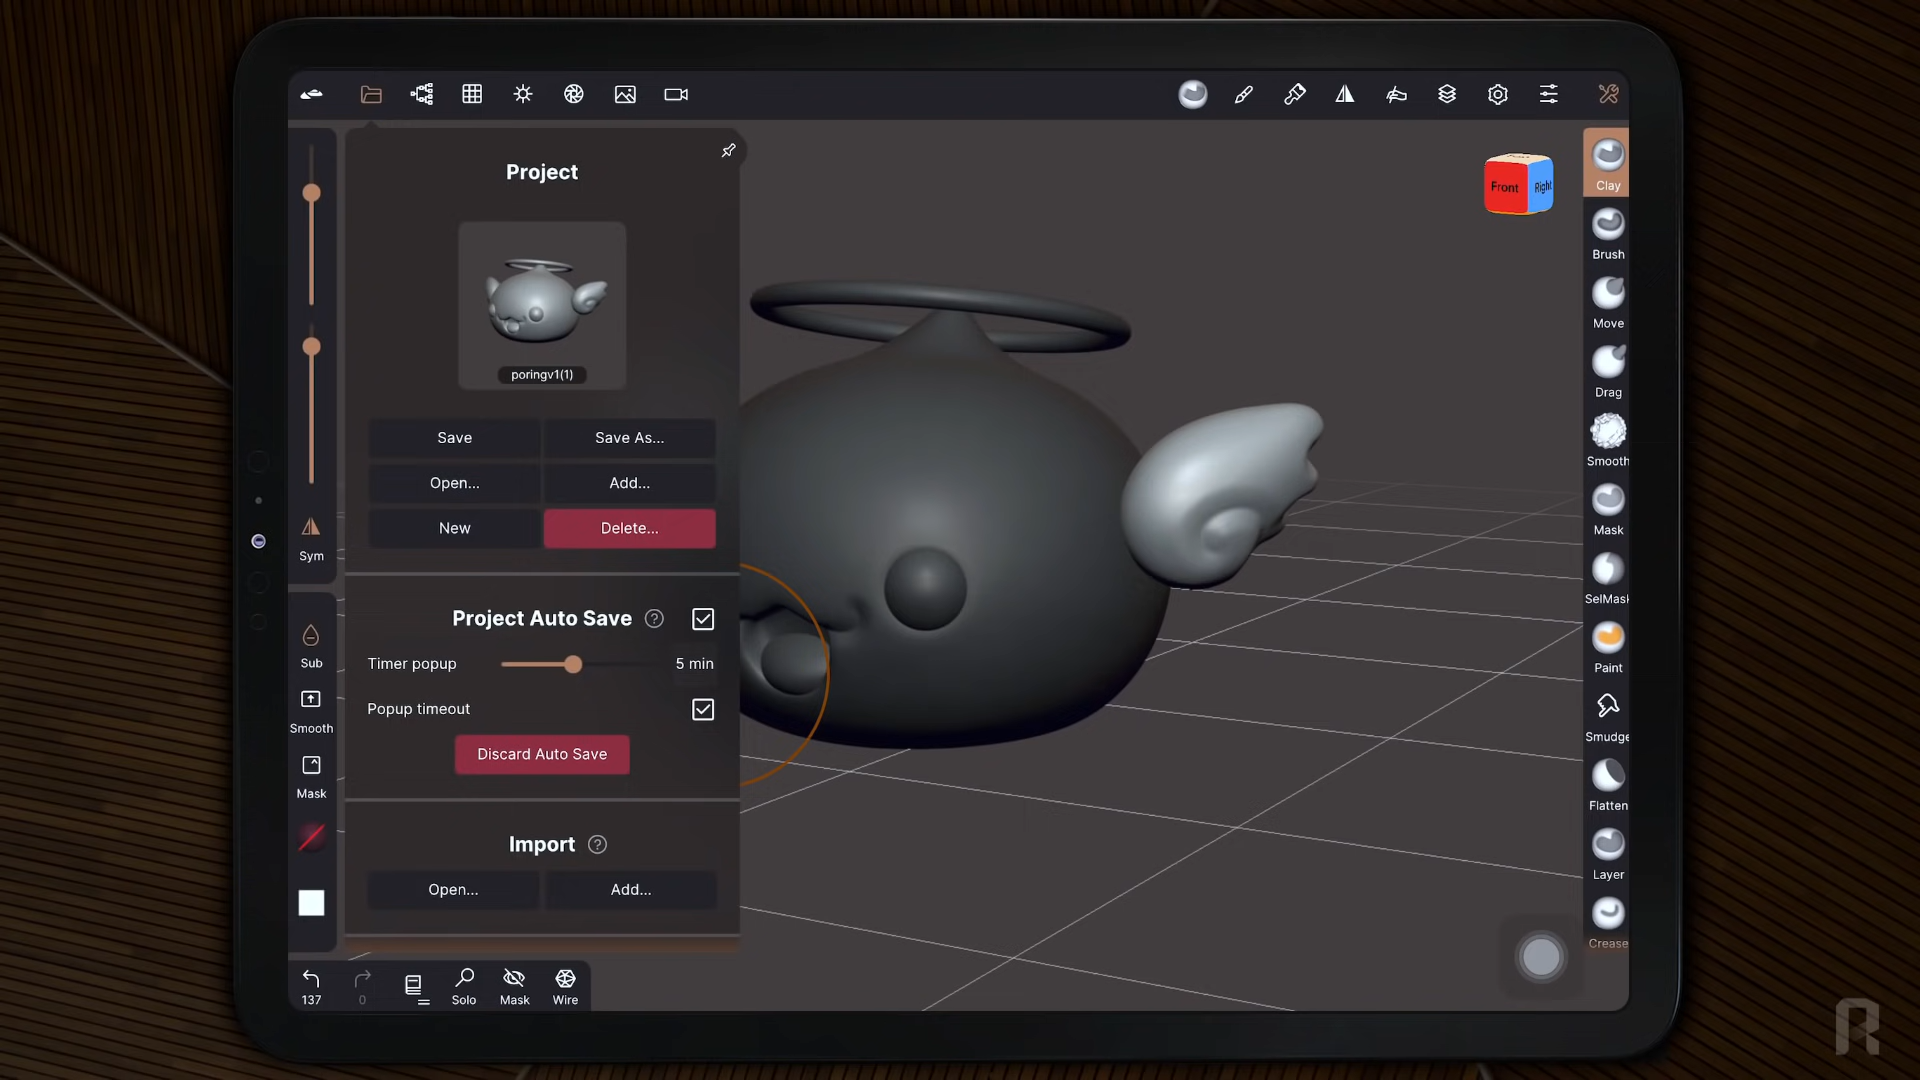 Project
poringv1(1)
Save
Save As...
Open...
Add...
New
Delete...
Project Auto Save ?
Timer popup
5 min
Popup timeout
Discard Auto Save
Import ?
Open...
Add...
Sym
Sub
Smooth
Mask
137
0
Solo
Mask
Wire
Front
Right
Clay
Brush
Move
Drag
Smooth
Mask
SelMask
Paint
Smudge
Flatten
Layer
Crease